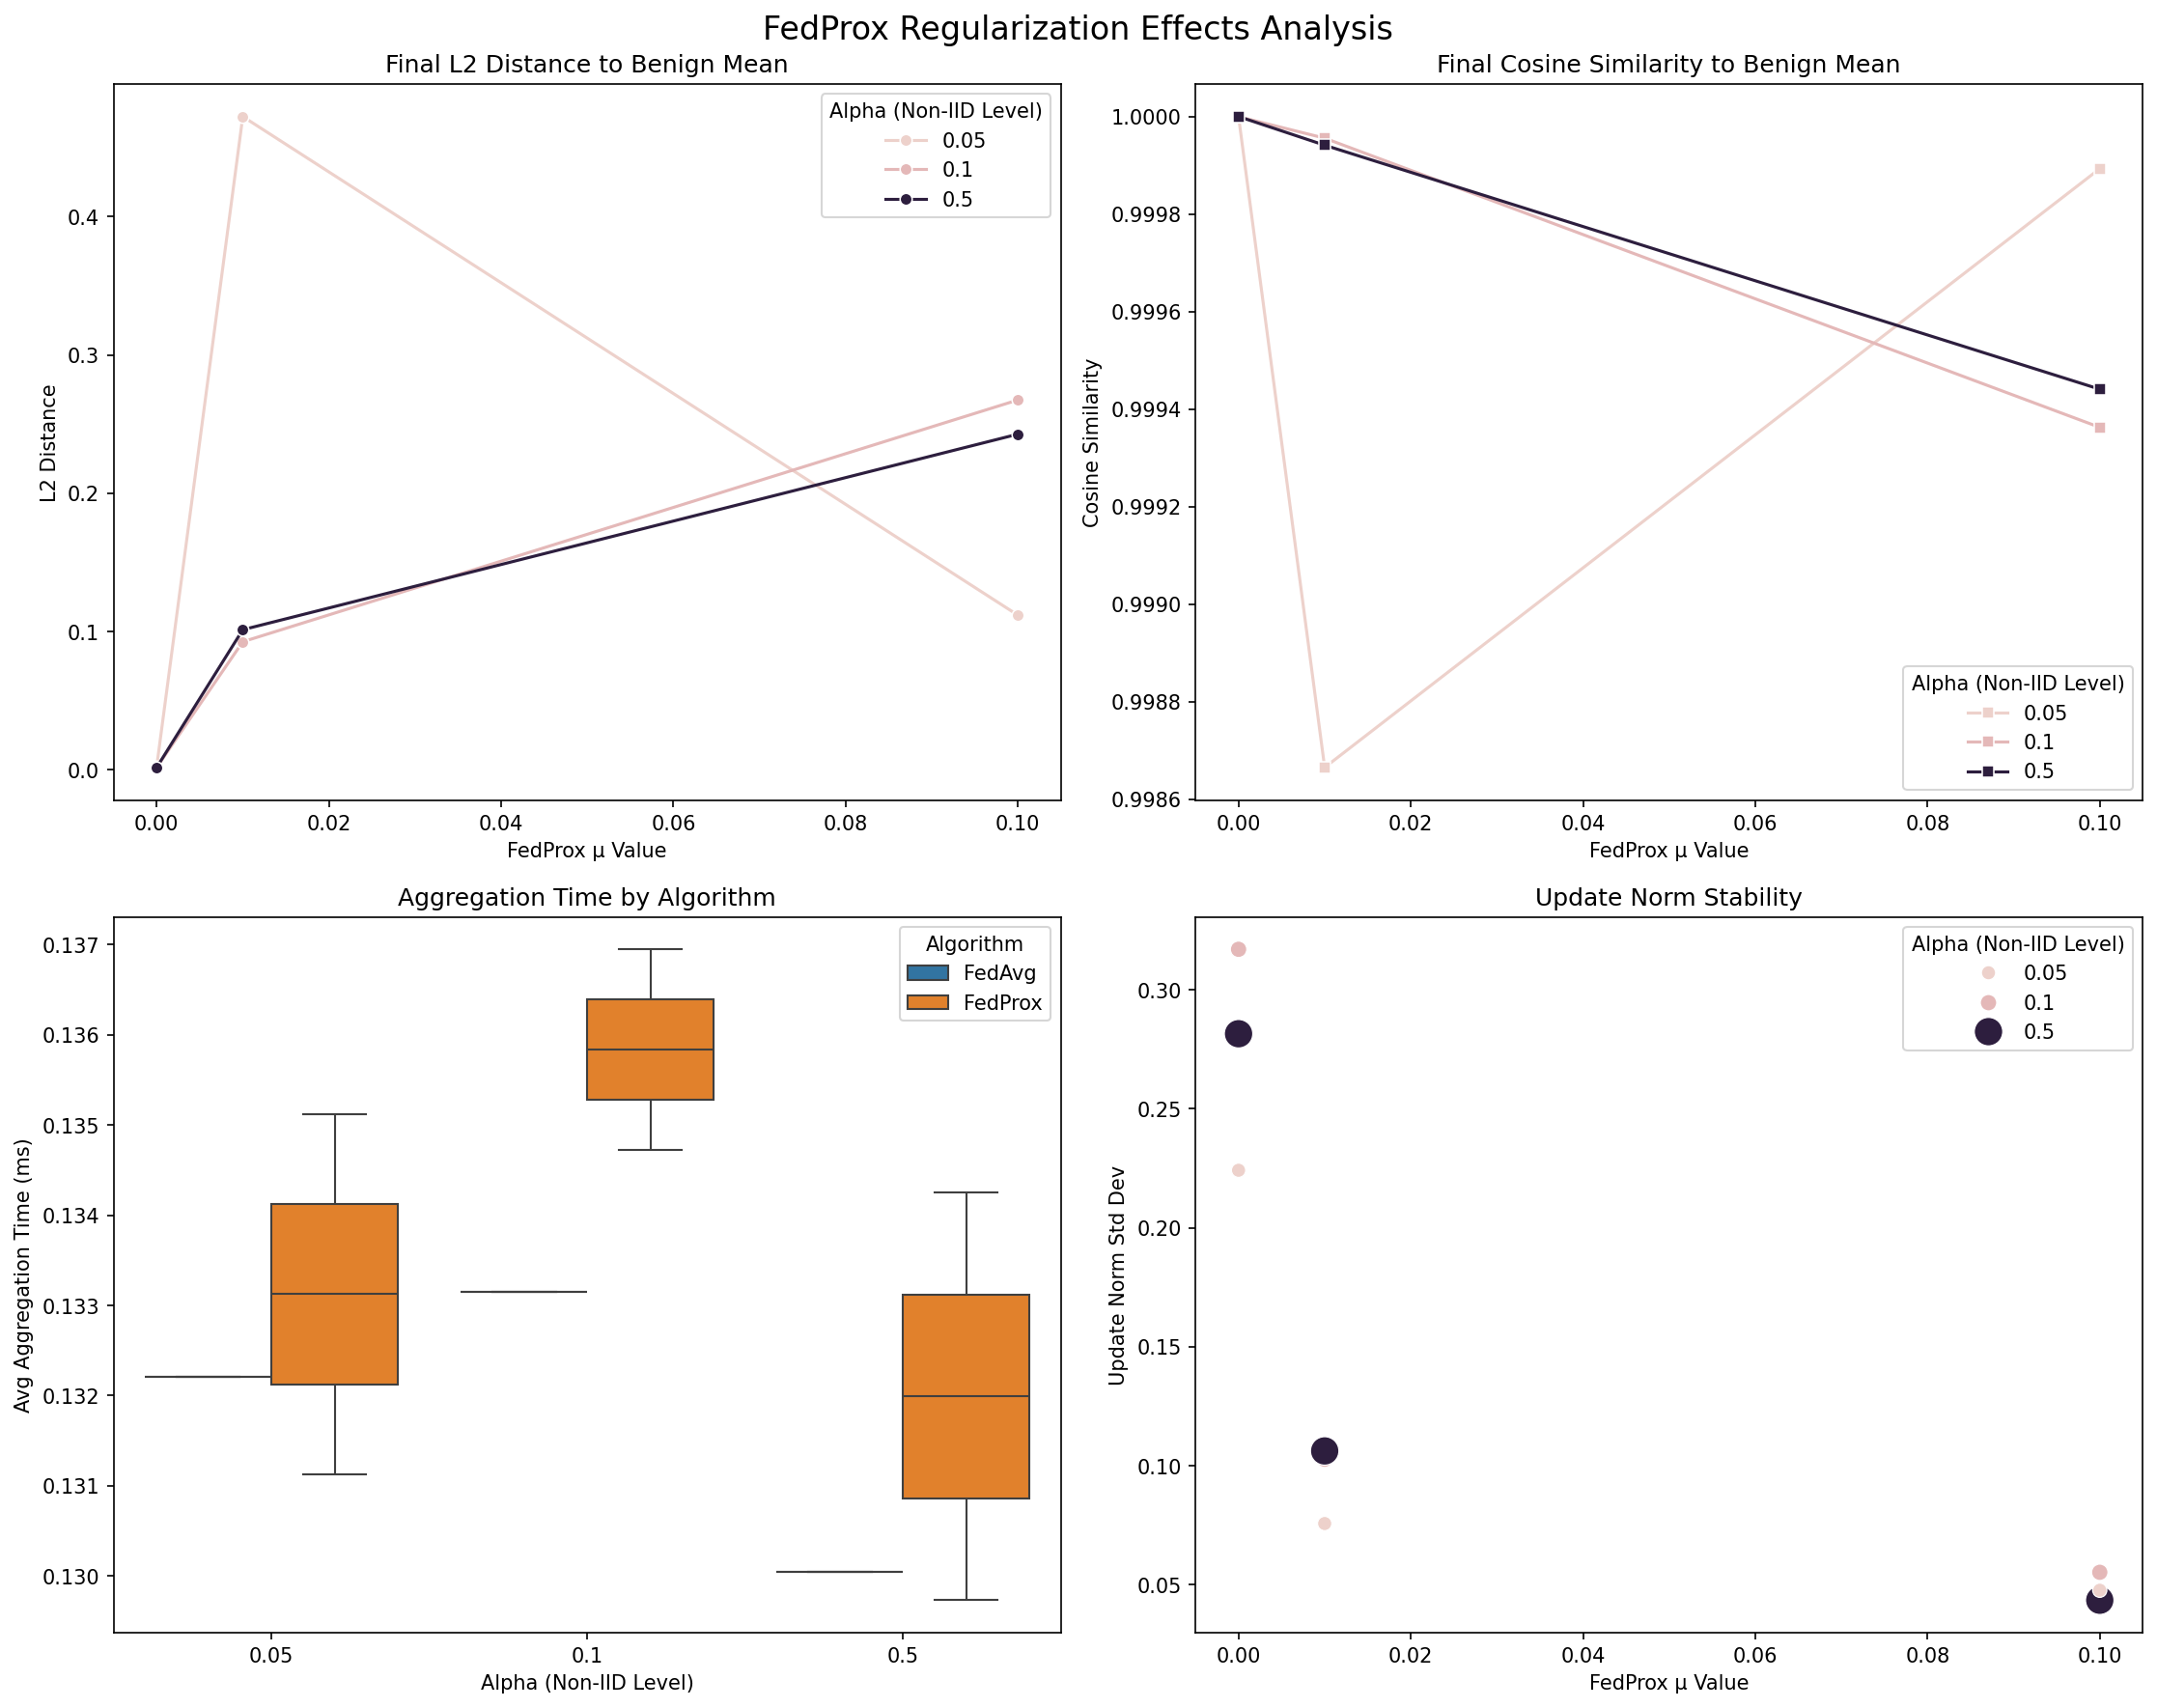 FedProx Regularization Effects Analysis
Final L2 Distance to Benign Mean
L2 Distance
0.4
0.3
0.2
0.1
0.0
0.00 0.02 0.04 0.06 0.08 0.10
FedProx μ Value
Alpha (Non-IID Level)
0.05
0.1
0.5
Final Cosine Similarity to Benign Mean
Cosine Similarity
1.0000
0.9998
0.9996
0.9994
0.9992
0.9990
0.9988
0.9986
0.00 0.02 0.04 0.06 0.08 0.10
FedProx μ Value
Alpha (Non-IID Level)
0.05
0.1
0.5
Aggregation Time by Algorithm
Avg Aggregation Time (ms)
0.137
0.136
0.135
0.134
0.133
0.132
0.131
0.130
0.05 0.1 0.5
Alpha (Non-IID Level)
Algorithm
FedAvg
FedProx
Update Norm Stability
Update Norm Std Dev
0.30
0.25
0.20
0.15
0.10
0.05
0.00 0.02 0.04 0.06 0.08 0.10
FedProx μ Value
Alpha (Non-IID Level)
0.05
0.1
0.5